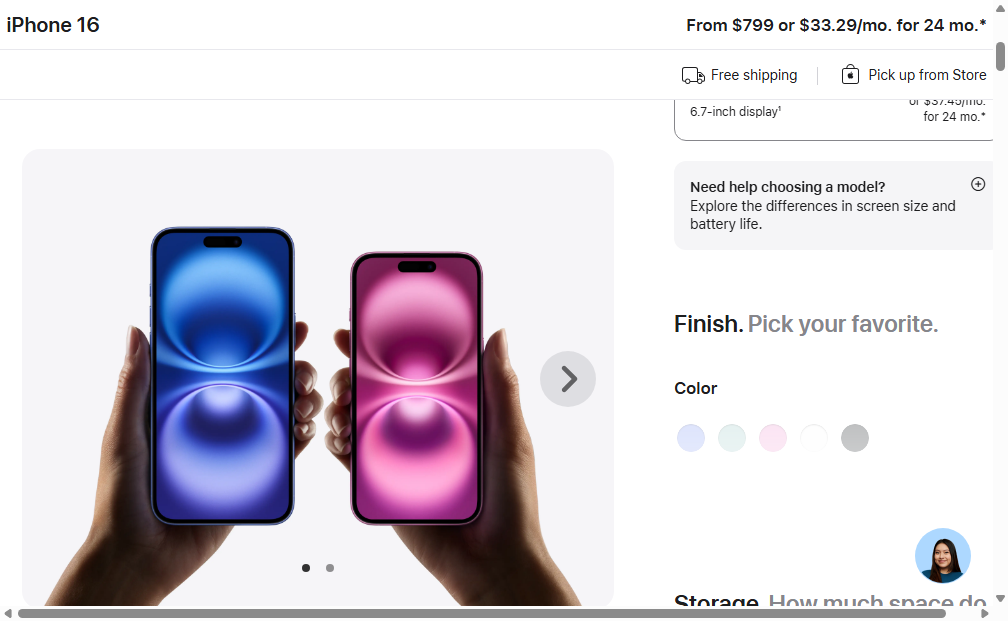 iPhone 16
From $799 or $33.29/mo. for 24 mo.*
Free shipping
Pick up from Store
or $37.45/mo.
6.7-inch display¹
for 24 mo.*
Need help choosing a model?
Explore the differences in screen size and
battery life.
Finish. Pick your favorite.
Color
Storage. How much space do